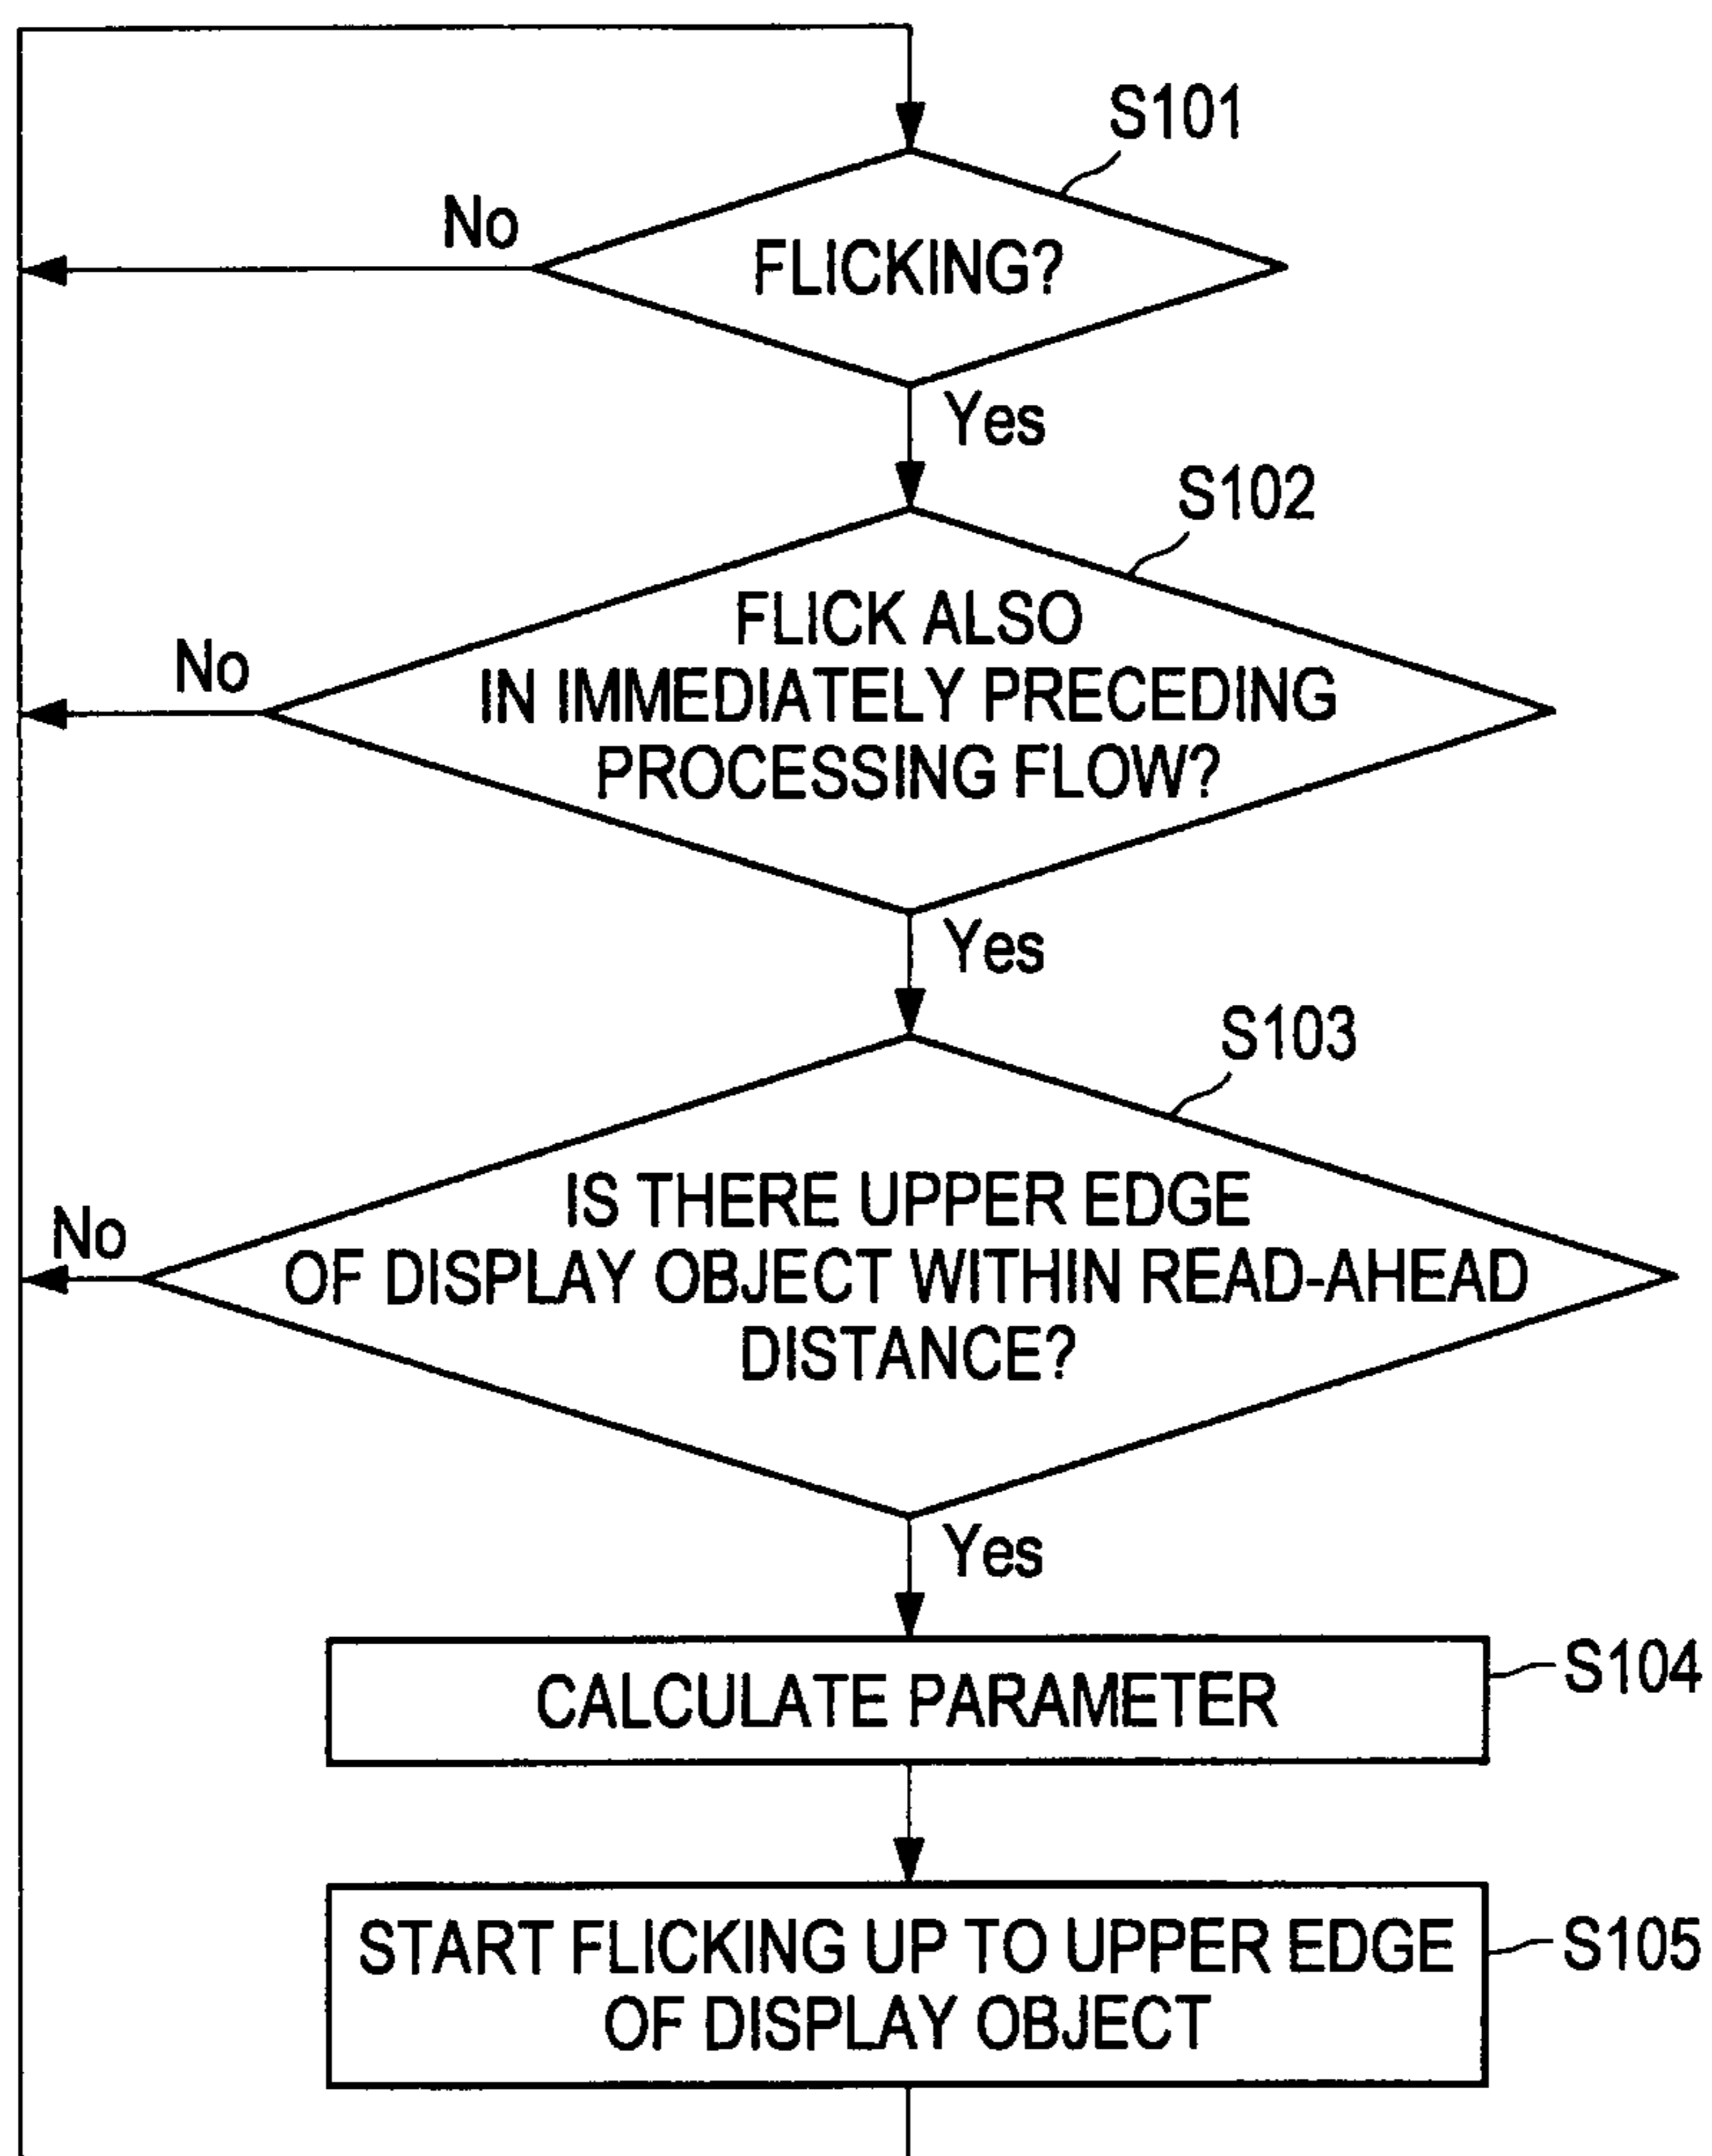 S101
No
FLICKING?
Yes
S102
FLICK ALSO
No
IN IMMEDIATELY PRECEDING
PROCESSING FLOW?
Yes
S103
IS THERE UPPER EDGE
No
OF DISPLAY OBJECT WITHIN READ-AHEAD
DISTANCE?
Yes
CALCULATE PARAMETER
S104
START FLICKING UP TO UPPER EDGE
S105
OF DISPLAY OBJECT